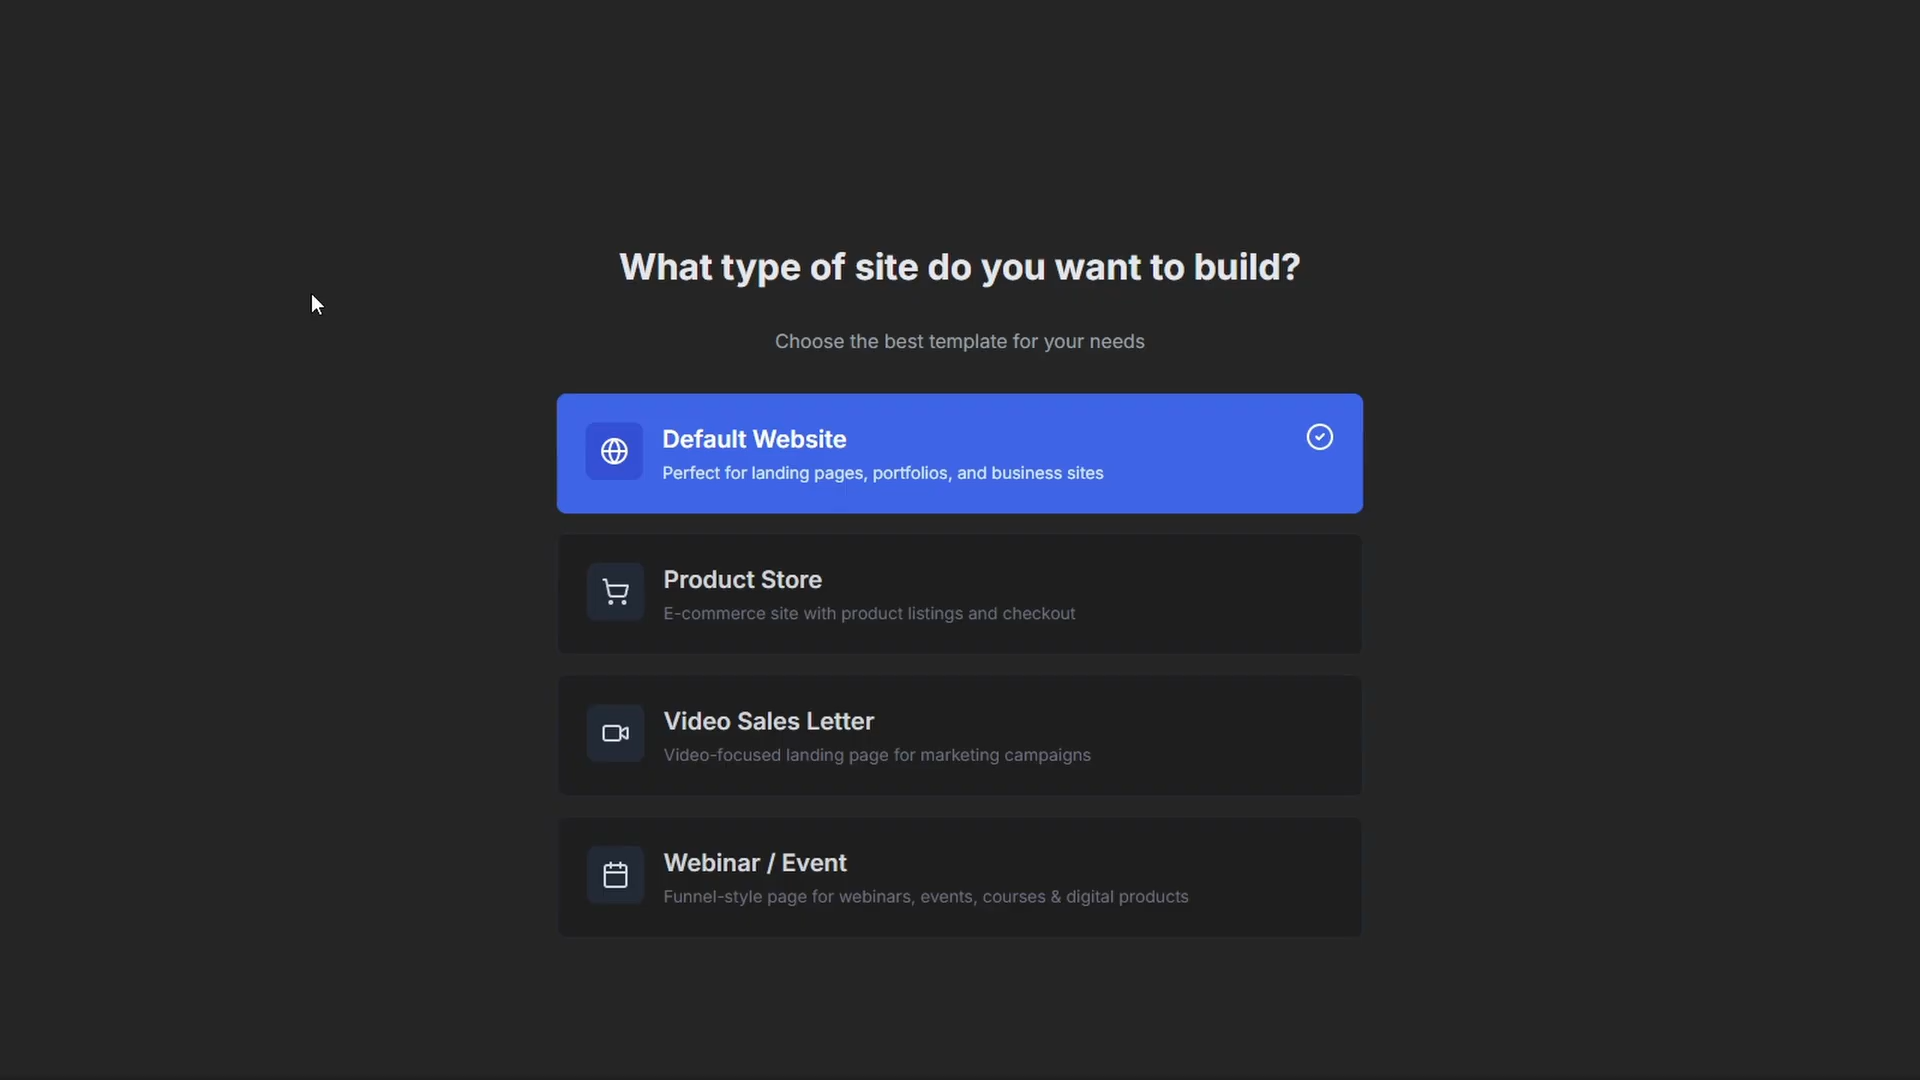 What type of site do you want to build?
Choose the best template for your needs
Default Website
Perfect for landing pages, portfolios, and business sites
Product Store
E-commerce site with product listings and checkout
Video Sales Letter
Video-focused landing page for marketing campaigns
Webinar / Event
Funnel-style page for webinars, events, courses & digital products